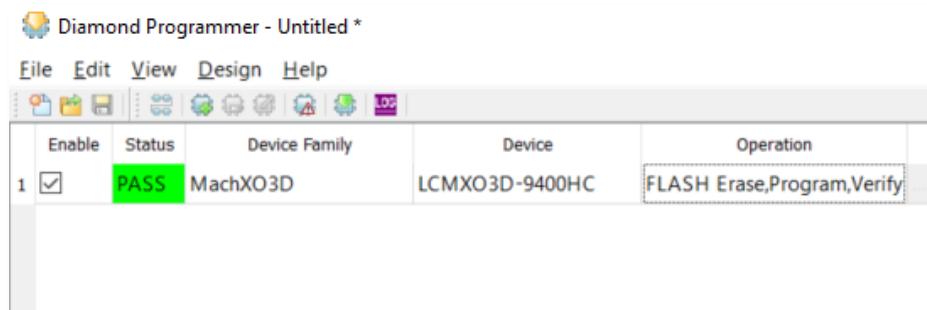 Diamond Programmer - Untitled *
File Edit View Design Help
LOG
Enable Status Device Family Device Operation
1 PASS MachXO3D LCMXO3D-9400HC FLASH Erase,Program,Verify ...